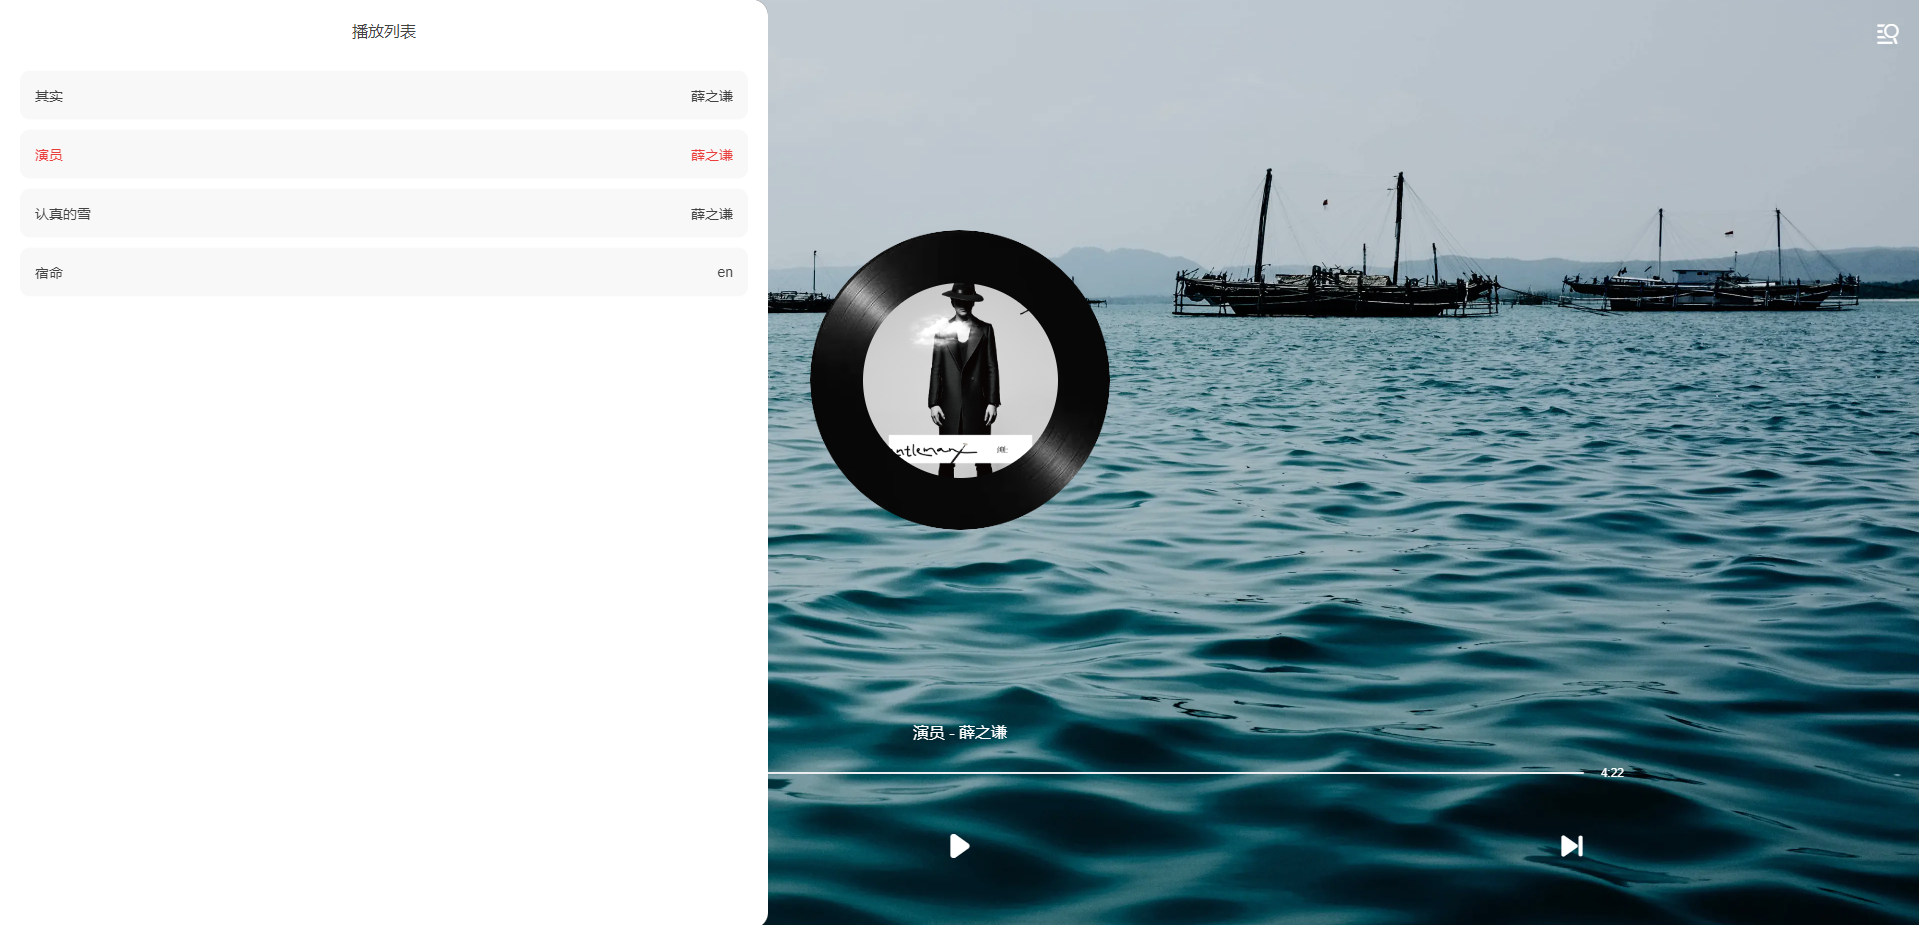 播放列表
其实 薛之谦
演员 薛之谦
认真的雪 薛之谦
宿命 en
ntleman
演员 - 薛之谦
4:22